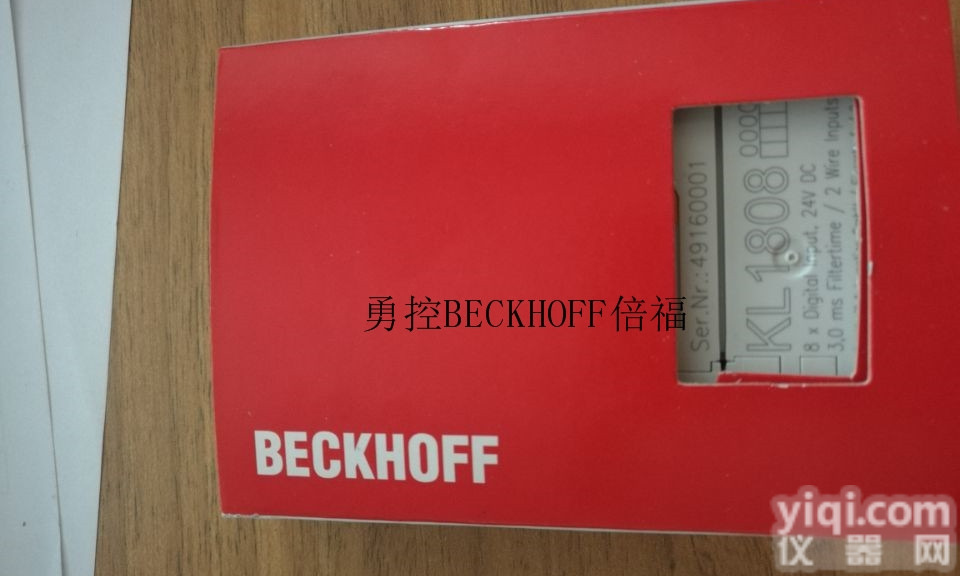 Ser.Nr.:49160001
KL1808 0000
8 x Digital Input, 24V DC
3,0 ms Filtertime / 2 Wire Inputs
勇控BECKHOFF倍福
BECKHOFF
yiqi.com
仪器网